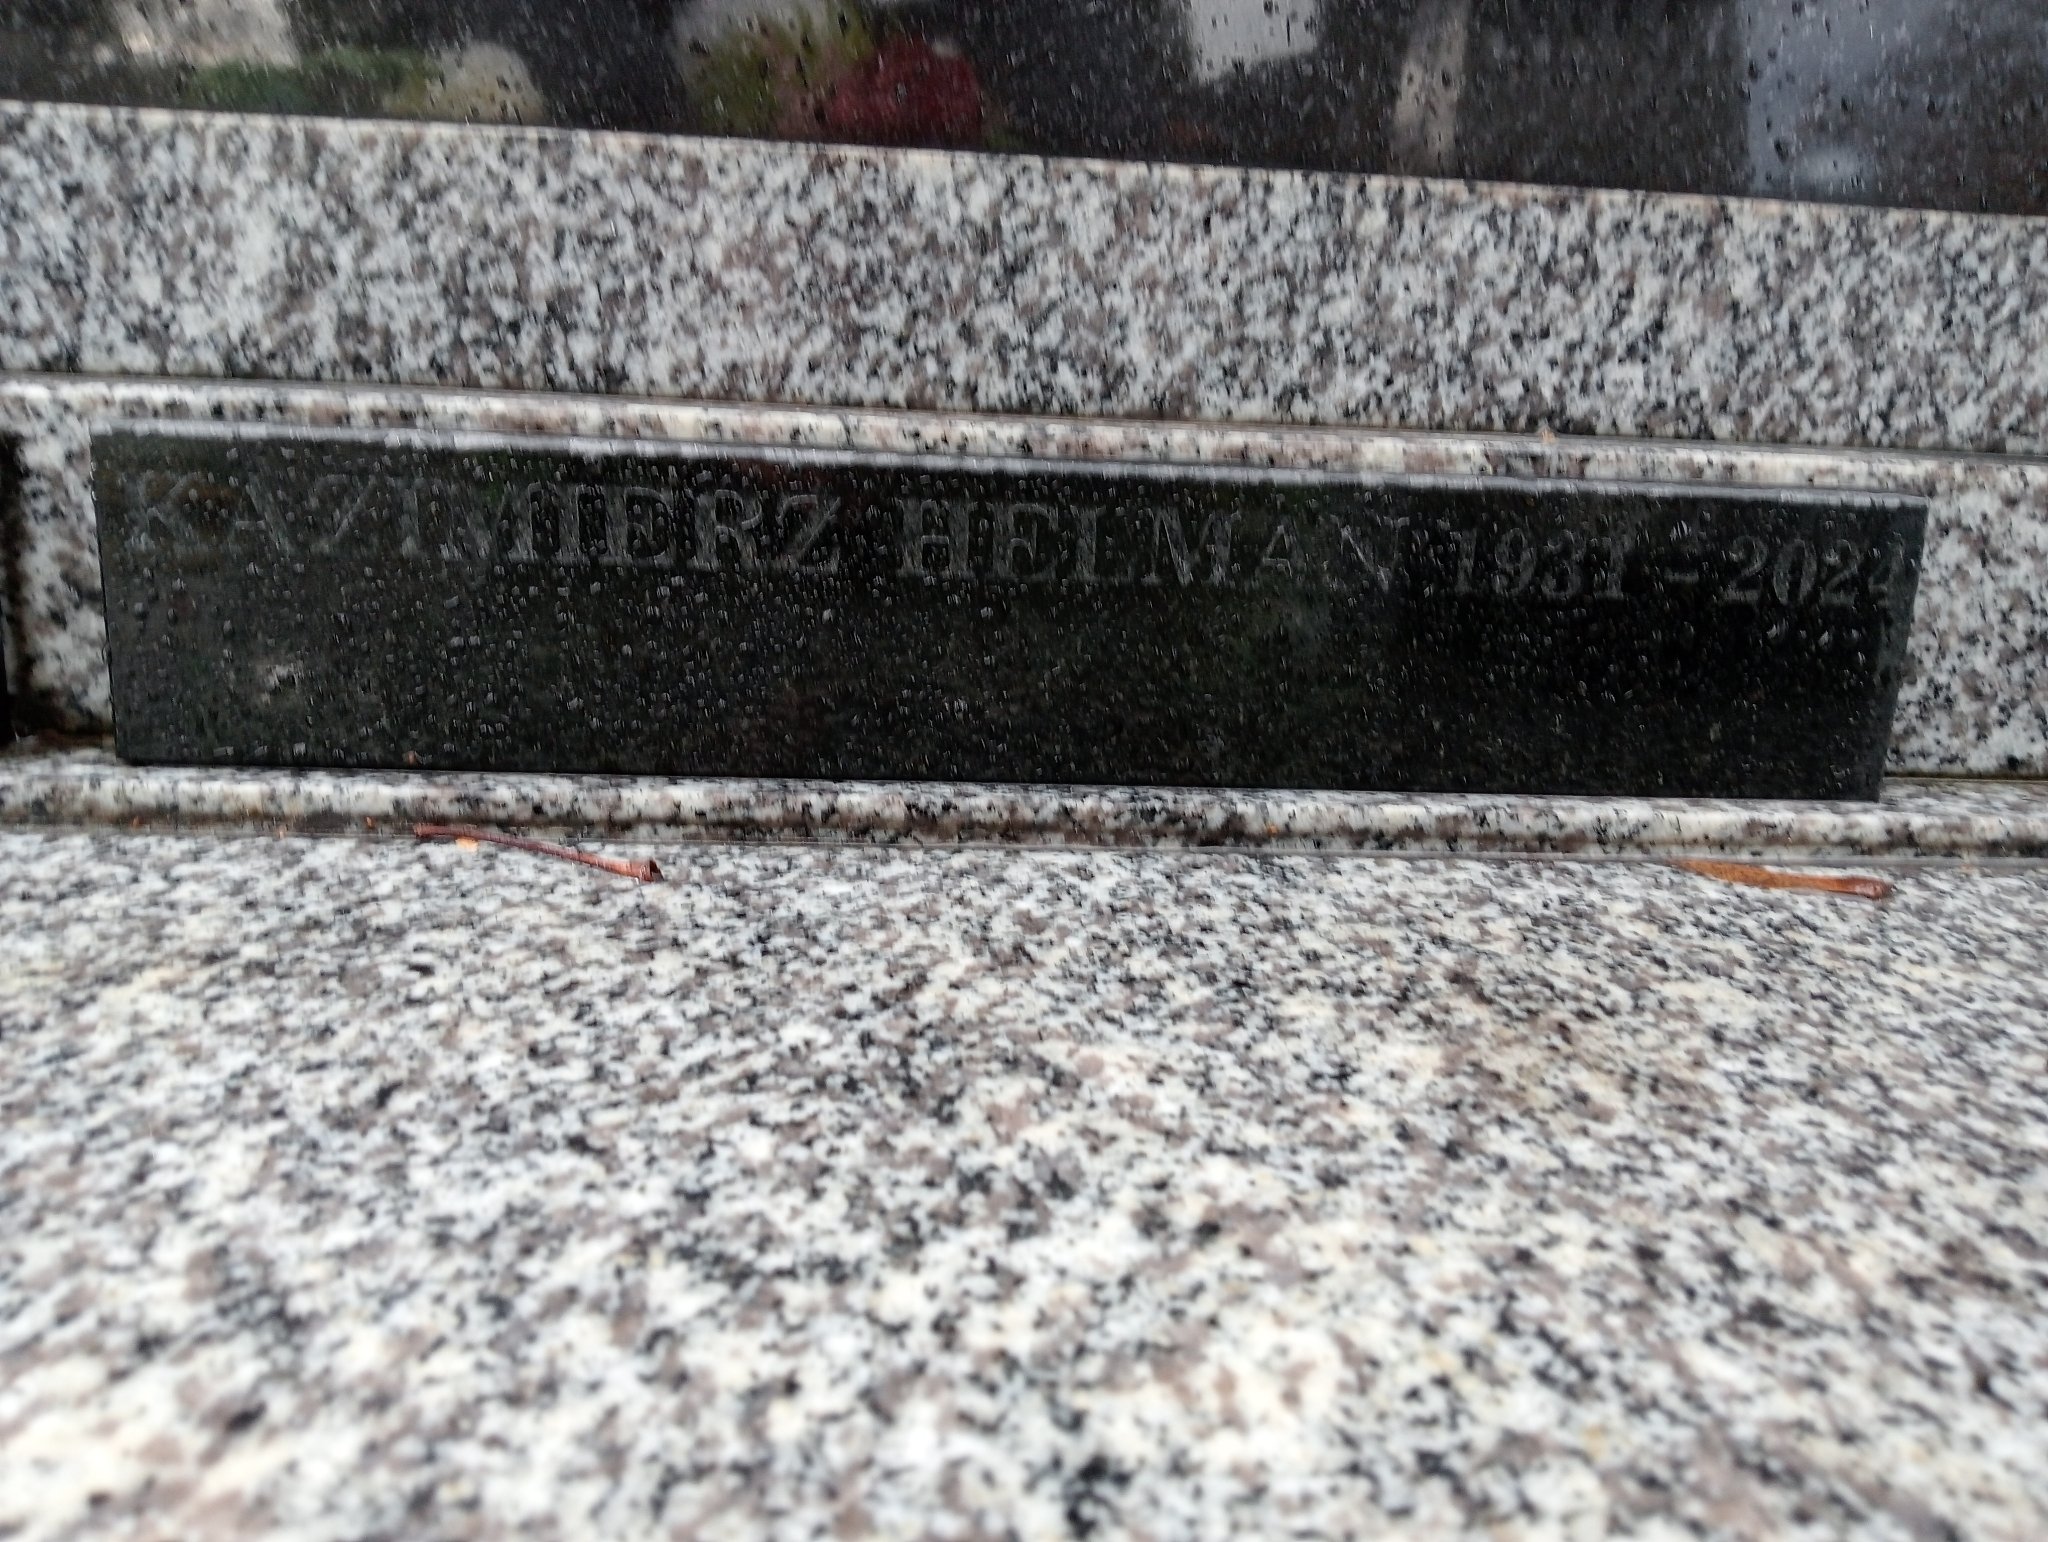 KAZIMIERZ HELMAN 1931 - 2024